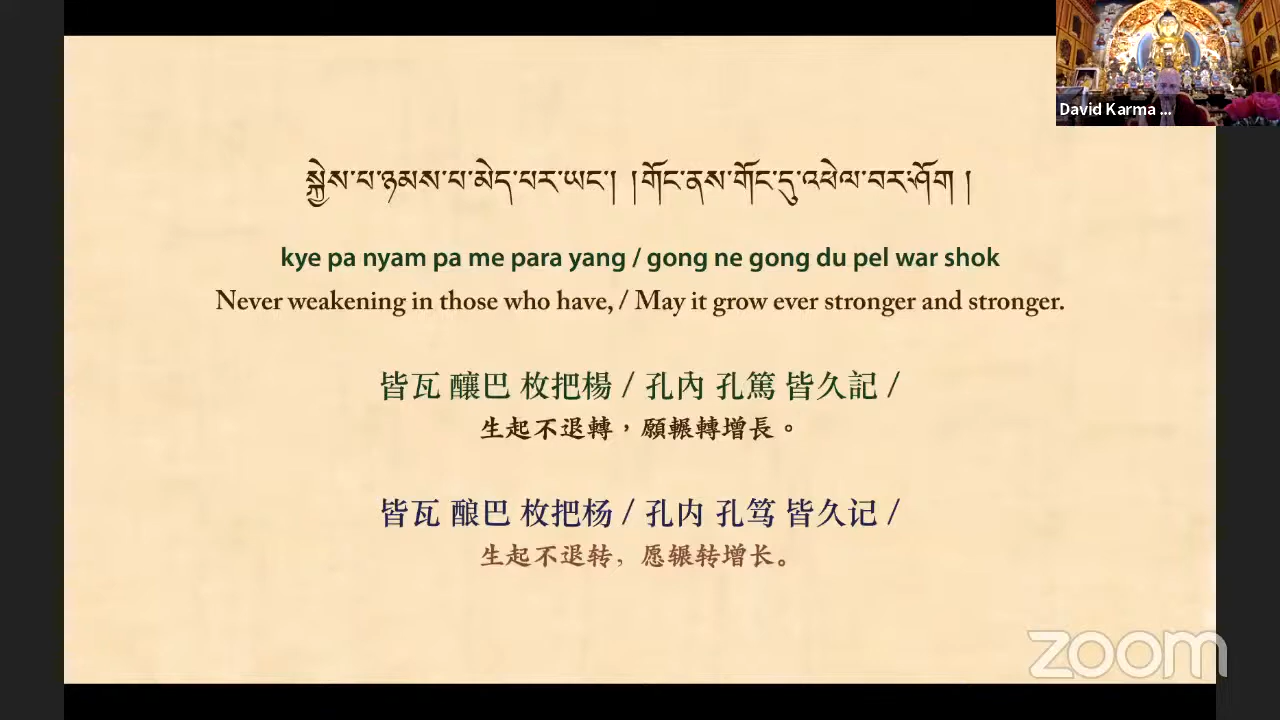 David Karma ...
སྐྱེས་པ་ཉམས་པ་མེད་པར་ཡང་། །གོང་ནས་གོང་དུ་འཕེལ་བར་ཤོག །
kye pa nyam pa me para yang / gong ne gong du pel war shok
Never weakening in those who have, / May it grow ever stronger and stronger.
皆瓦 釀巴 枚把楊 / 孔內 孔篤 皆久記 /
生起不退轉，願輾轉增長。
皆瓦 酿巴 枚把杨 / 孔内 孔笃 皆久记 /
生起不退转，愿辗转增长。
zoom